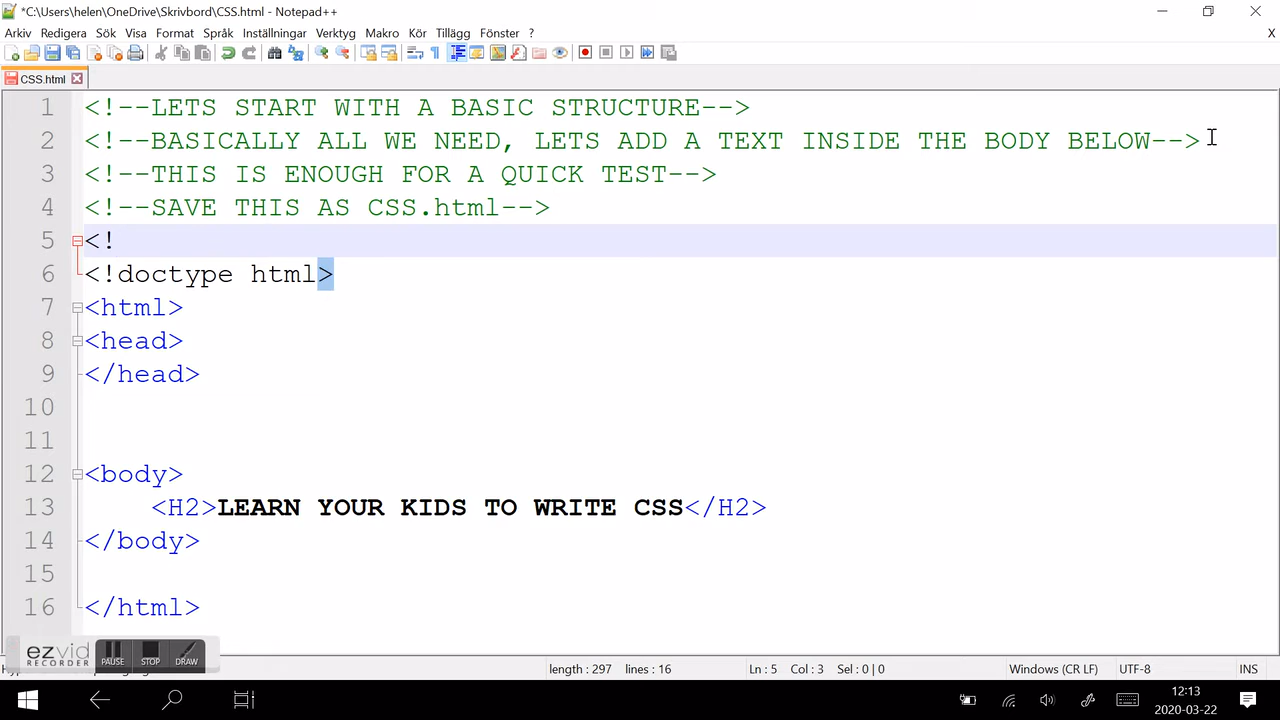 *C:\Users\helen\OneDrive\Skrivbord\CSS.html - Notepad++
Arkiv Redigera Sök Visa Format Språk Inställningar Verktyg Makro Kör Tillägg Fönster ? X
CSS.html
1 <!--LETS START WITH A BASIC STRUCTURE-->
2 <!--BASICALLY ALL WE NEED, LETS ADD A TEXT INSIDE THE BODY BELOW-->
3 <!--THIS IS ENOUGH FOR A QUICK TEST-->
4 <!--SAVE THIS AS CSS.html-->
5 <!
6 <!doctype html>
7 <html>
8 <head>
9 </head>
10
11
12 <body>
13 <H2>LEARN YOUR KIDS TO WRITE CSS</H2>
14 </body>
15
16 </html>
ezvid
RECORDER
PAUSE STOP DRAW
length : 297 lines : 16 Ln : 5 Col : 3 Sel : 0 | 0 Windows (CR LF) UTF-8 INS
12:13
2020-03-22